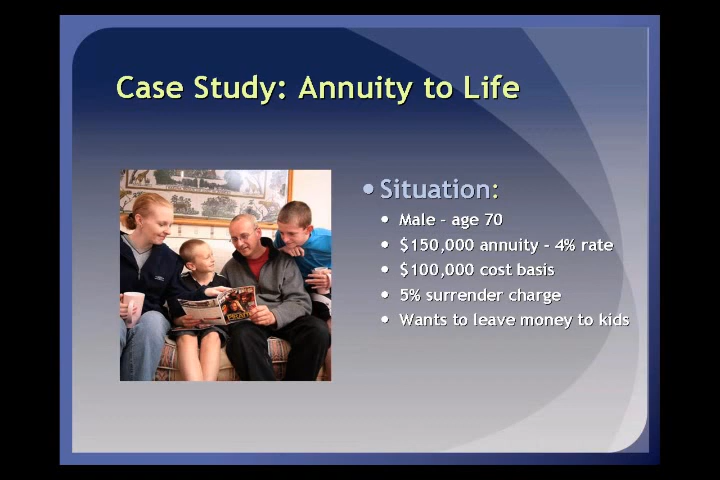 Case Study: Annuity to Life
Situation:
Male – age 70
$150,000 annuity – 4% rate
$100,000 cost basis
5% surrender charge
Wants to leave money to kids